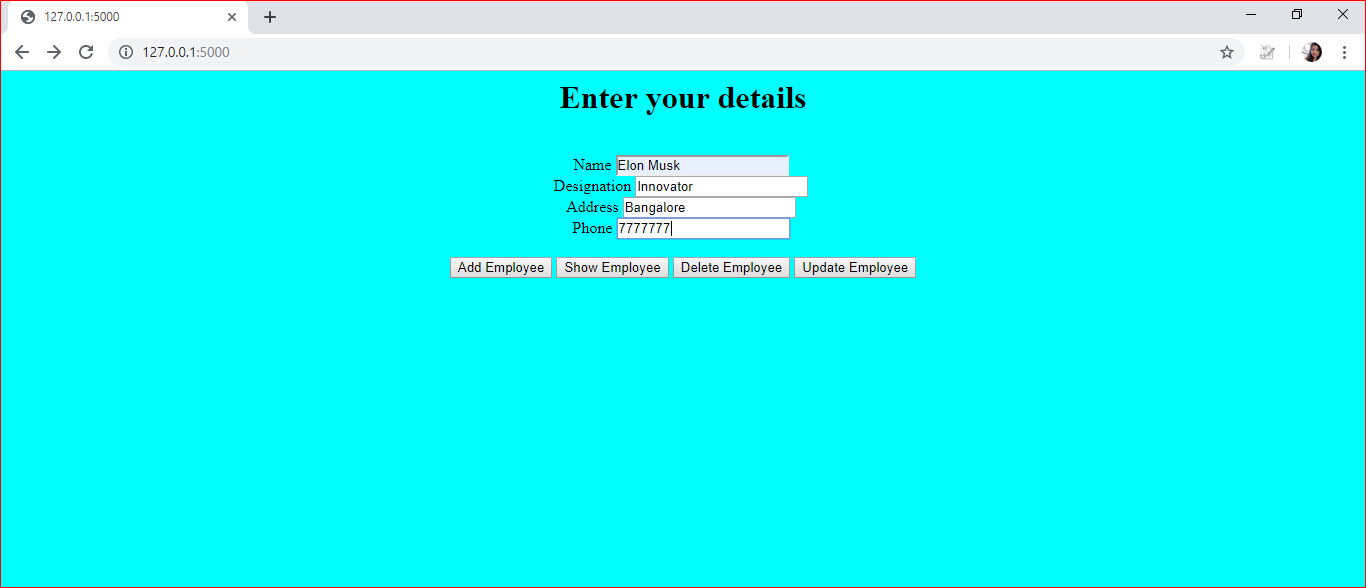 127.0.0.1:5000
127.0.0.1:5000
Enter your details
Name Elon Musk
Designation Innovator
Address Bangalore
Phone 7777777
Add Employee Show Employee Delete Employee Update Employee